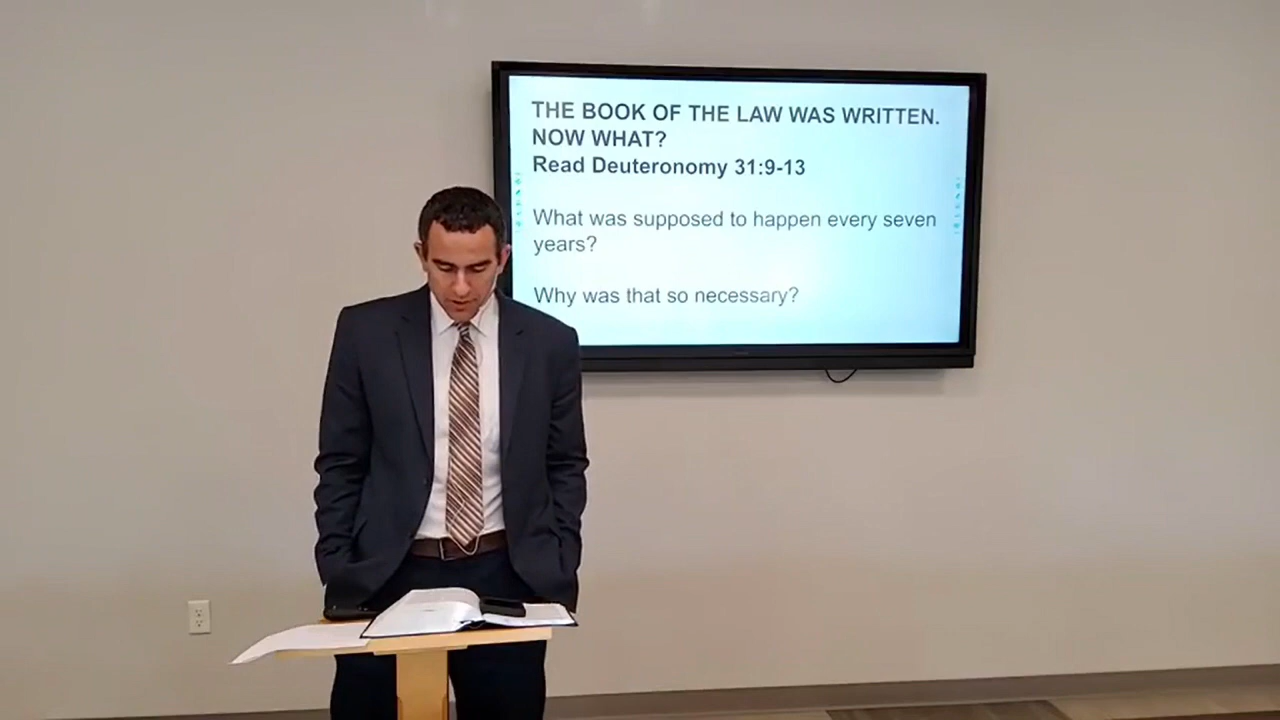 THE BOOK OF THE LAW WAS WRITTEN.
NOW WHAT?
Read Deuteronomy 31:9-13
What was supposed to happen every seven
years?
Why was that so necessary?